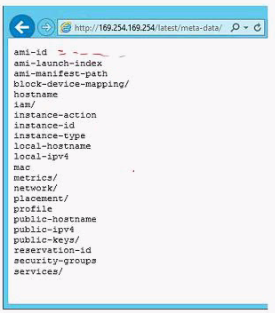 http://169.254.169.254/latest/meta-data/
ami-id
ami-launch-index
ami-manifest-path
block-device-mapping/
hostname
iam/
instance-action
instance-id
instance-type
local-hostname
local-ipv4
mac
metrics/
network/
placement/
profile
public-hostname
public-ipv4
public-keys/
reservation-id
security-groups
services/